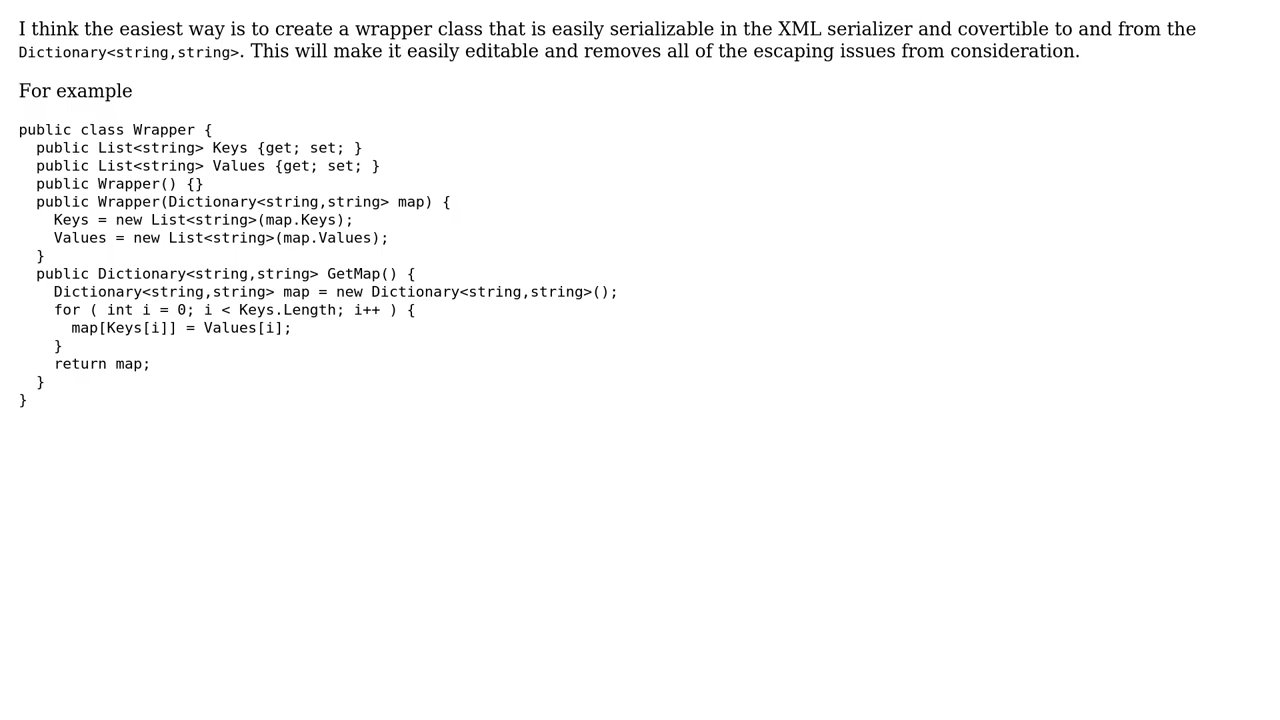 I think the easiest way is to create a wrapper class that is easily serializable in the XML serializer and covertible to and from the
Dictionary<string,string>. This will make it easily editable and removes all of the escaping issues from consideration.
For example
public class Wrapper {
  public List<string> Keys {get; set; }
  public List<string> Values {get; set; }
  public Wrapper() {}
  public Wrapper(Dictionary<string,string> map) {
    Keys = new List<string>(map.Keys);
    Values = new List<string>(map.Values);
  }
  public Dictionary<string,string> GetMap() {
    Dictionary<string,string> map = new Dictionary<string,string>();
    for ( int i = 0; i < Keys.Length; i++ ) {
      map[Keys[i]] = Values[i];
    }
    return map;
  }
}